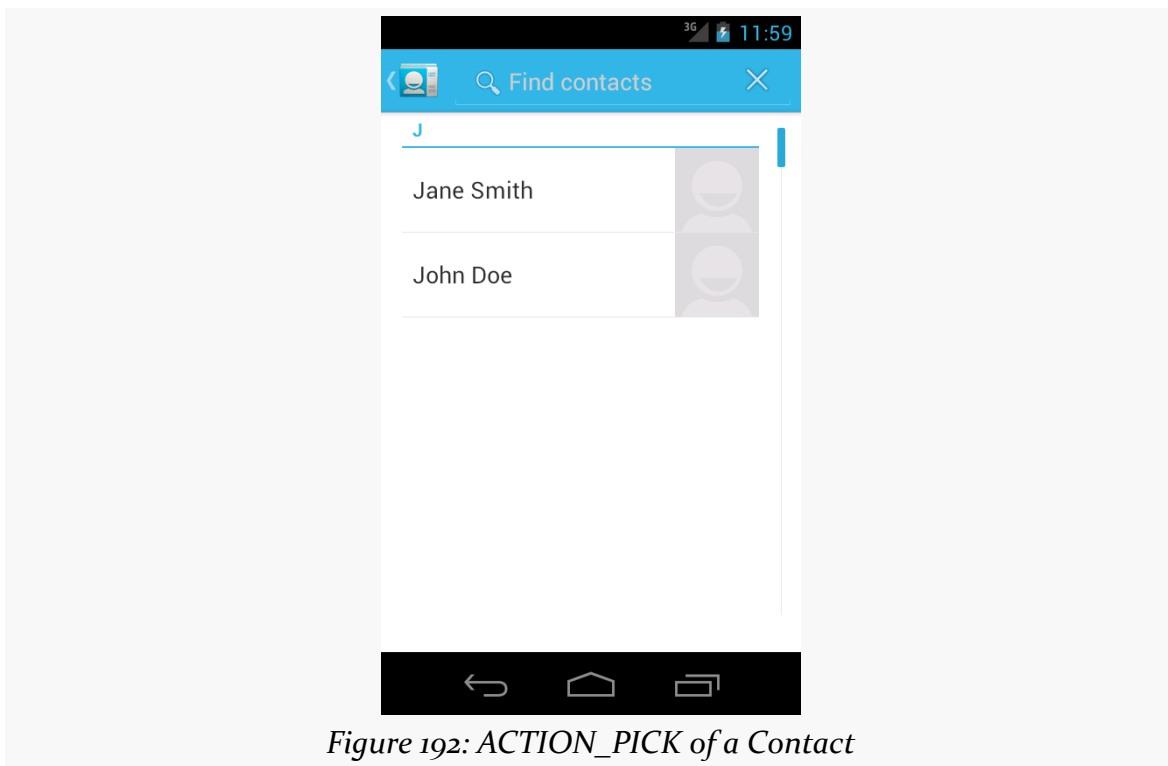 3G 11:59
Find contacts
J
Jane Smith
John Doe
Figure 192: ACTION_PICK of a Contact